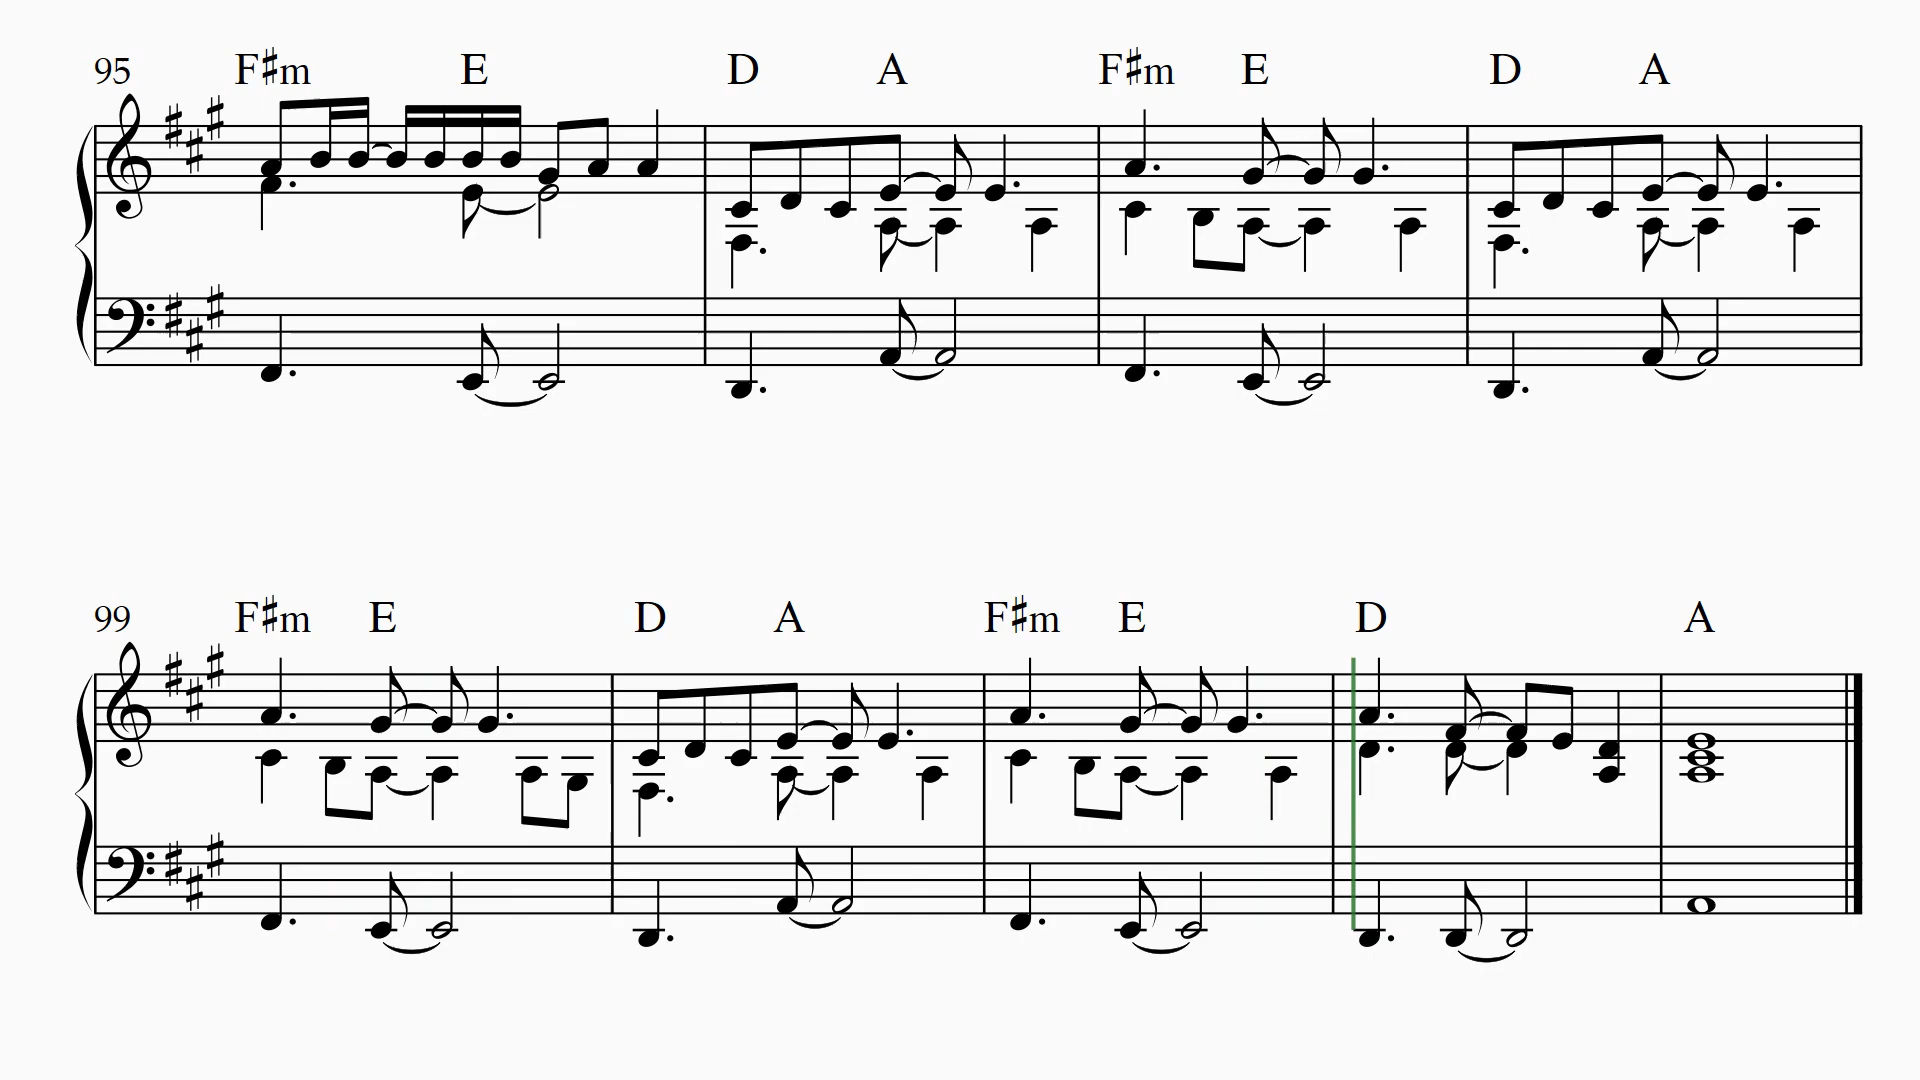 95 F♯m E D A F♯m E D A
99 F♯m E D A F♯m E D A